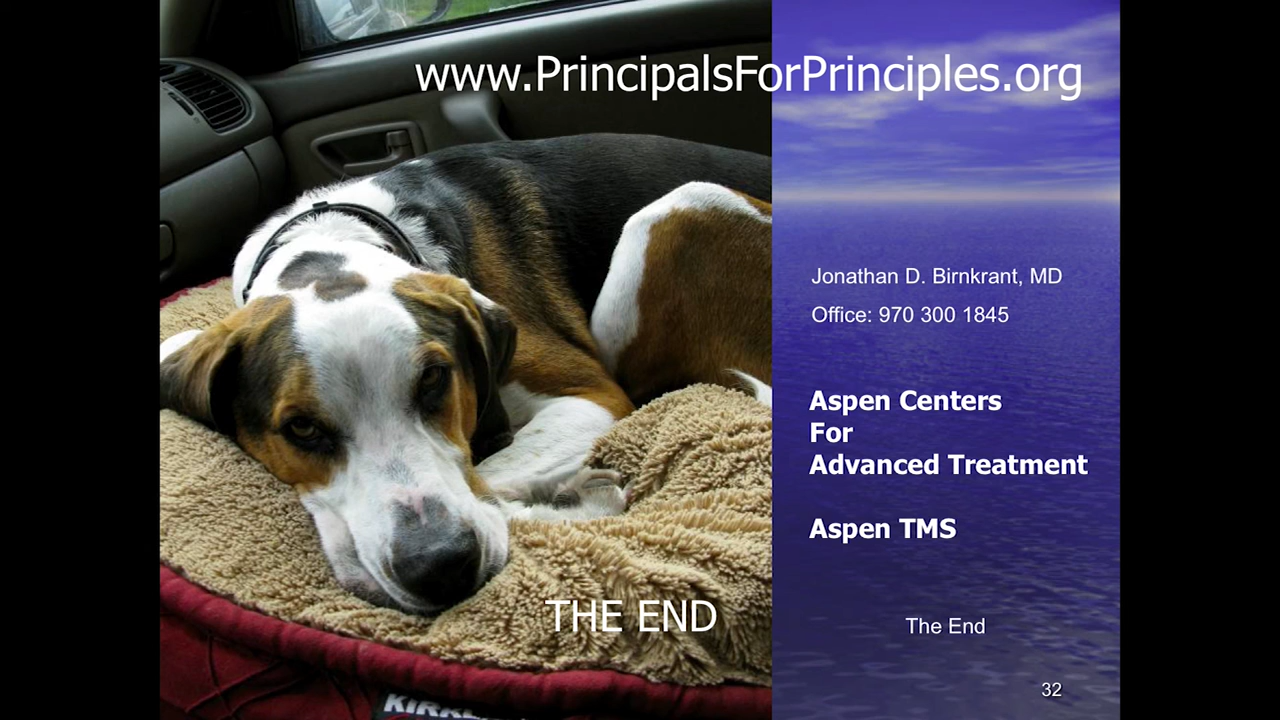 www.PrincipalsForPrinciples.org
Jonathan D. Birnkrant, MD
Office: 970 300 1845
Aspen Centers
For
Advanced Treatment
Aspen TMS
THE END
The End
32